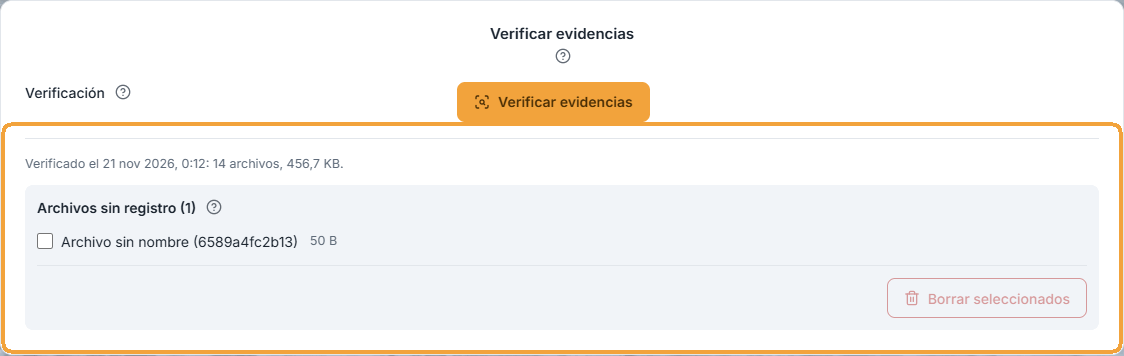 Verificar evidencias
Verificación
Verificar evidencias
Verificado el 21 nov 2026, 0:12: 14 archivos, 456,7 KB.
Archivos sin registro (1)
Archivo sin nombre (6589a4fc2b13) 50 B
Borrar seleccionados